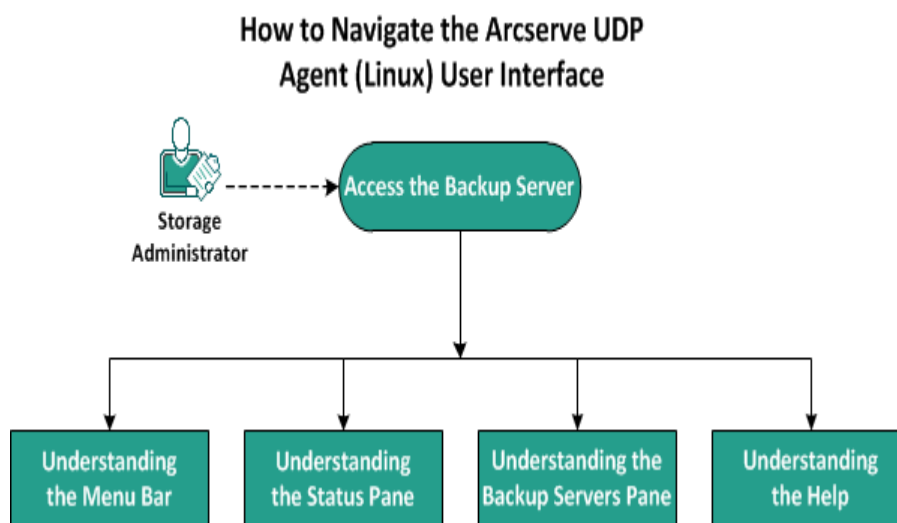 How to Navigate the Arcserve UDP
Agent (Linux) User Interface
Storage
Administrator
Access the Backup Server
Understanding
the Menu Bar
Understanding
the Status Pane
Understanding the
Backup Servers Pane
Understanding
the Help